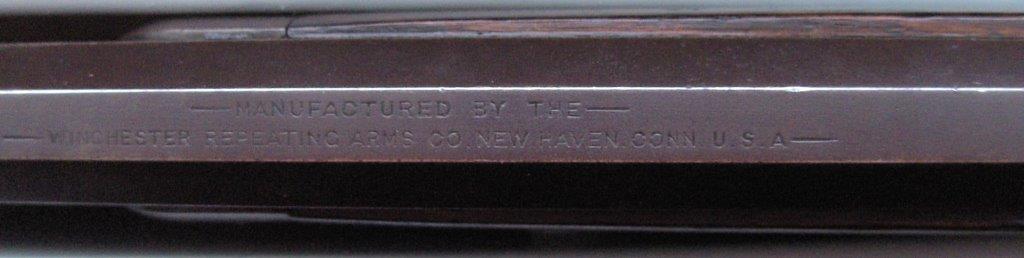 —MANUFACTURED BY THE—
—WINCHESTER REPEATING ARMS CO. NEW HAVEN. CONN. U.S.A—